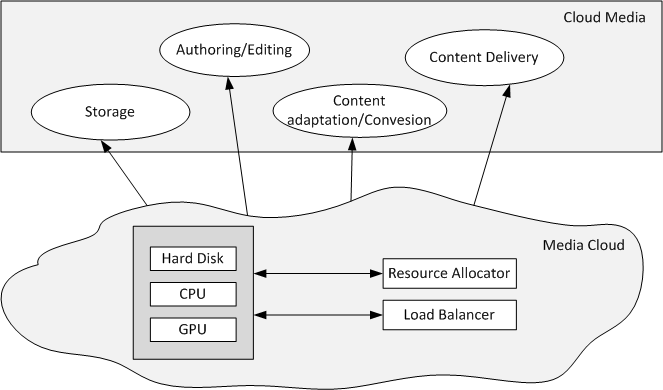 Cloud Media
Authoring/Editing
Content Delivery
Storage
Content
adaptation/Convesion
Media Cloud
Hard Disk
CPU
GPU
Resource Allocator
Load Balancer